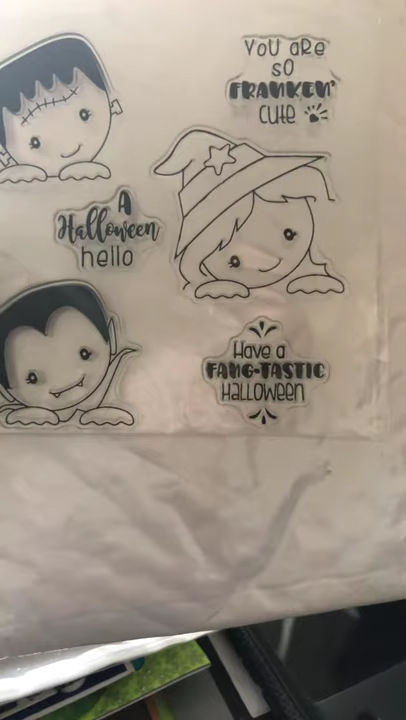 YOU aRe
sO
FRANKEN'
cute
A
Halloween
hello
Have a
FANG-TASTIC
HaLLOWeen